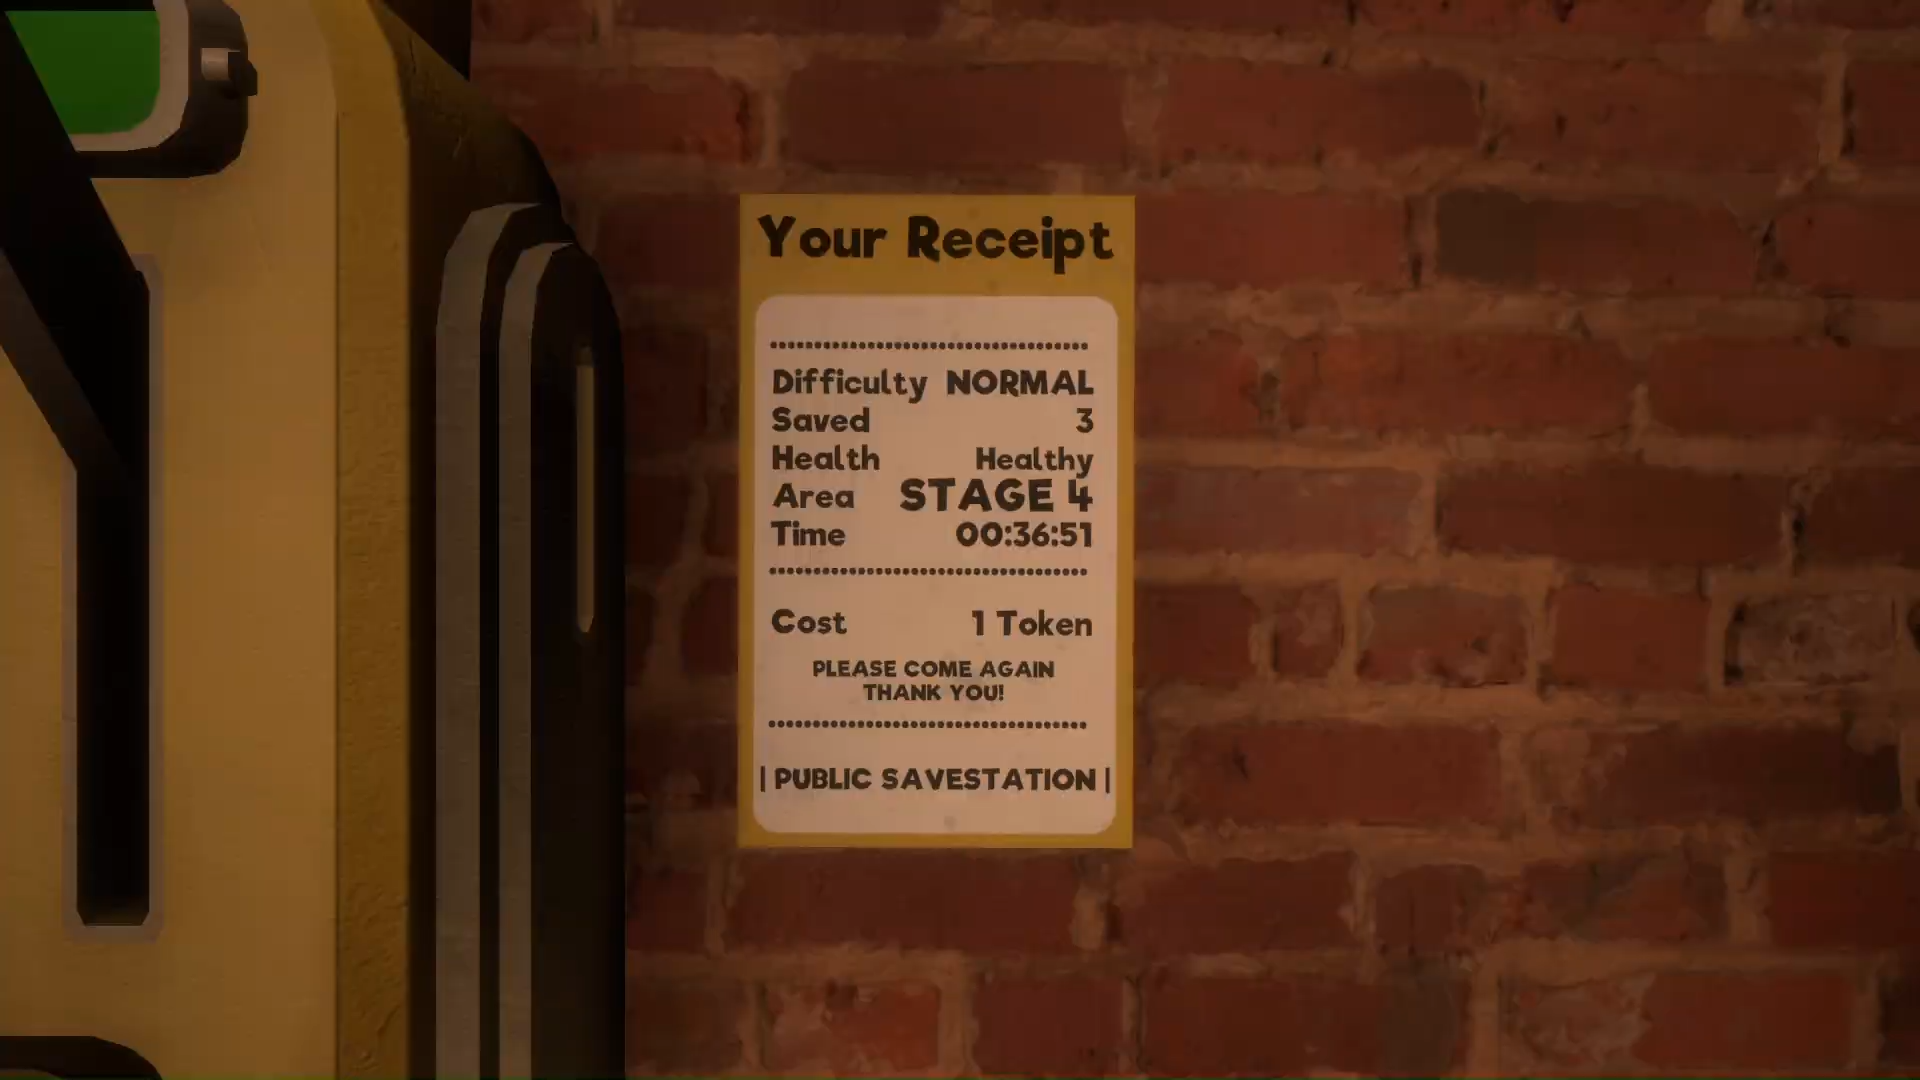 Your Receipt
Difficulty NORMAL
Saved 3
Health Healthy
Area STAGE 4
Time 00:36:51
Cost 1 Token
PLEASE COME AGAIN
THANK YOU!
| PUBLIC SAVESTATION |